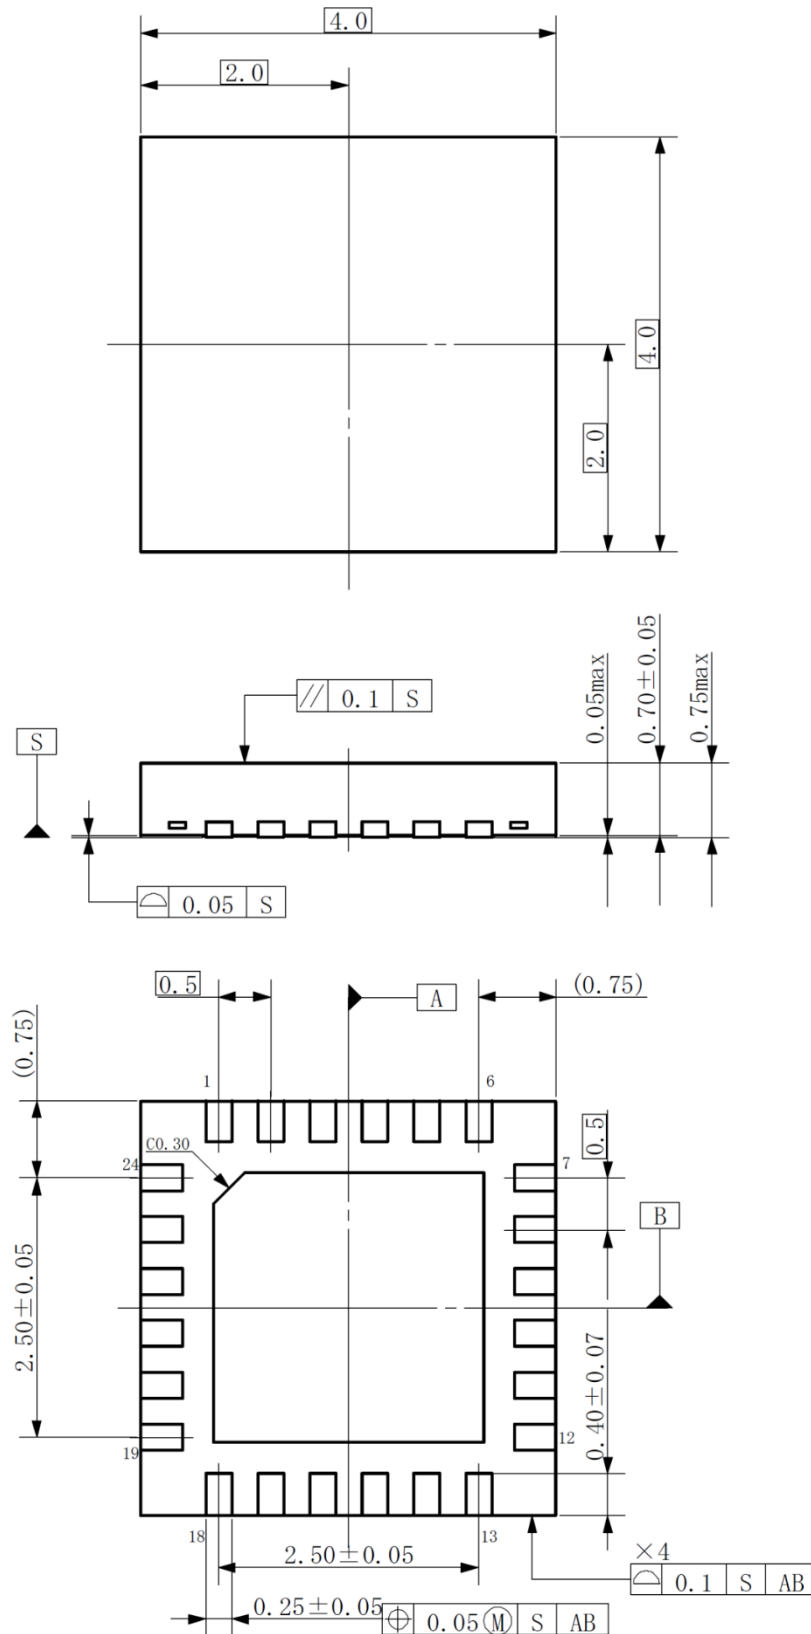 4.0
2.0
4.0
2.0
// 0.1 S
S
0.05max
0.70±0.05
0.75max
⌓ 0.05 S
0.5
A
(0.75)
(0.75)
1
6
C0.30
24
7
0.5
B
2.50±0.05
0.40±0.07
19
12
18
13
2.50±0.05
×4
⌓ 0.1 S AB
0.25±0.05
⌖ 0.05 Ⓜ S AB